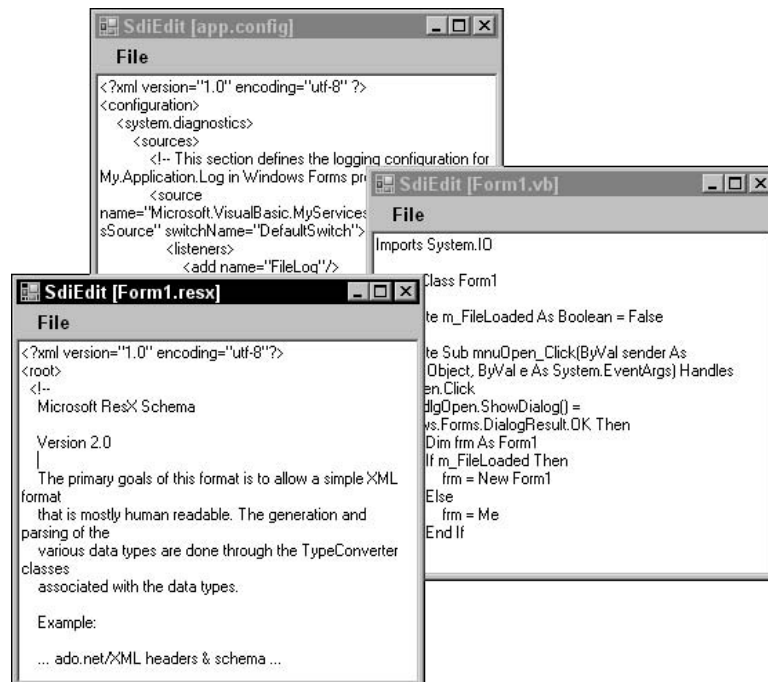 SdiEdit [app.config]
File
<?xml version="1.0" encoding="utf-8" ?>
<configuration>
<system.diagnostics>
<sources>
<!-- This section defines the logging configuration for
My.Application.Log in Windows Forms
<source
name="Microsoft.VisualBasic.MyServices
sSource" switchName="DefaultSwitch">
<listeners>
<add name="FileLog"/>
SdiEdit [Form1.vb]
File
Imports System.IO
Class Form1
m_FileLoaded As Boolean = False
Sub mnuOpen_Click(ByVal sender As
Object, ByVal e As System.EventArgs) Handles
.Click
.ShowDialog() =
.Forms.DialogResult.OK Then
Dim frm As Form1
If m_FileLoaded Then
frm = New Form1
Else
frm = Me
End If
SdiEdit [Form1.resx]
File
<?xml version="1.0" encoding="utf-8"?>
<root>
<!--
Microsoft ResX Schema
Version 2.0
The primary goals of this format is to allow a simple XML
format
that is mostly human readable. The generation and
parsing of the
various data types are done through the TypeConverter
classes
associated with the data types.
Example:
... ado.net/XML headers & schema ...